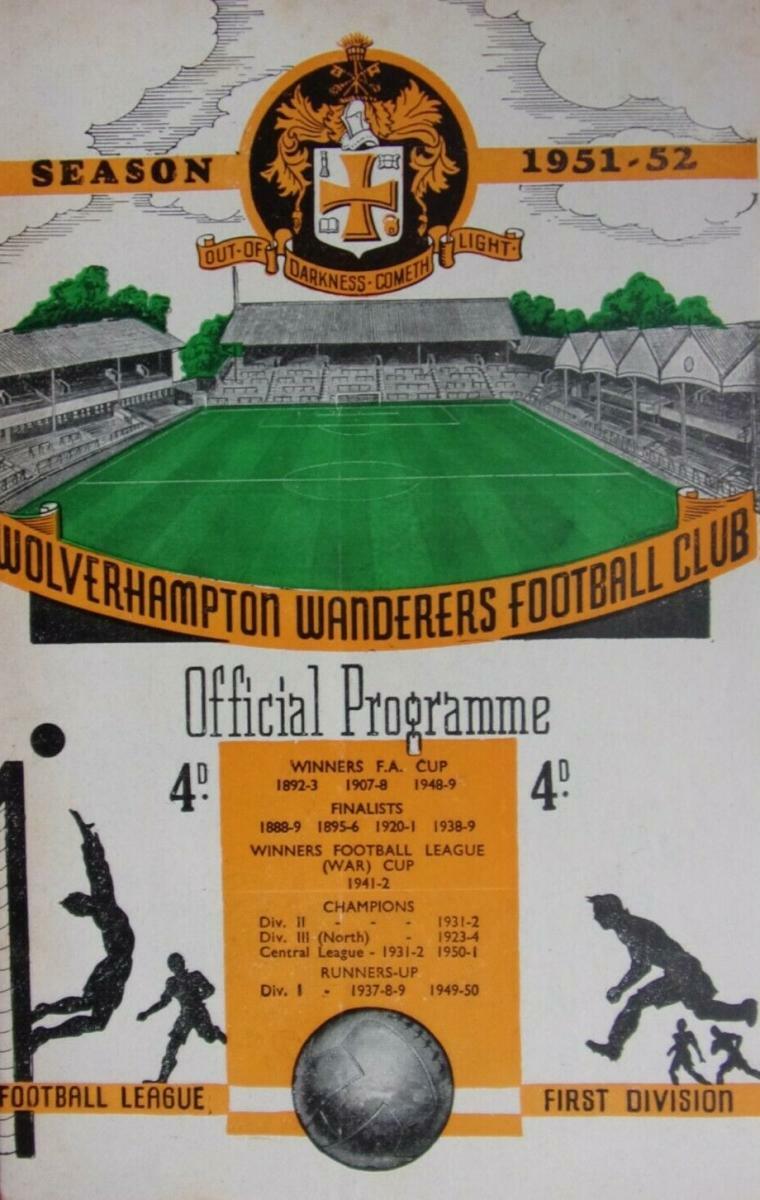 SEASON
1951-52
OUT·OF DARKNESS·COMETH LIGHT·
WOLVERHAMPTON WANDERERS FOOTBALL CLUB
Official Programme
4D.
4D.
WINNERS F.A. CUP
1892-3 1907-8 1948-9
FINALISTS
1888-9 1895-6 1920-1 1938-9
WINNERS FOOTBALL LEAGUE
(WAR) CUP
1941-2
CHAMPIONS
Div. II - - - 1931-2
Div. III (North) - 1923-4
Central League - 1931-2 1950-1
RUNNERS-UP
Div. I - 1937-8-9 1949-50
FOOTBALL LEAGUE
FIRST DIVISION